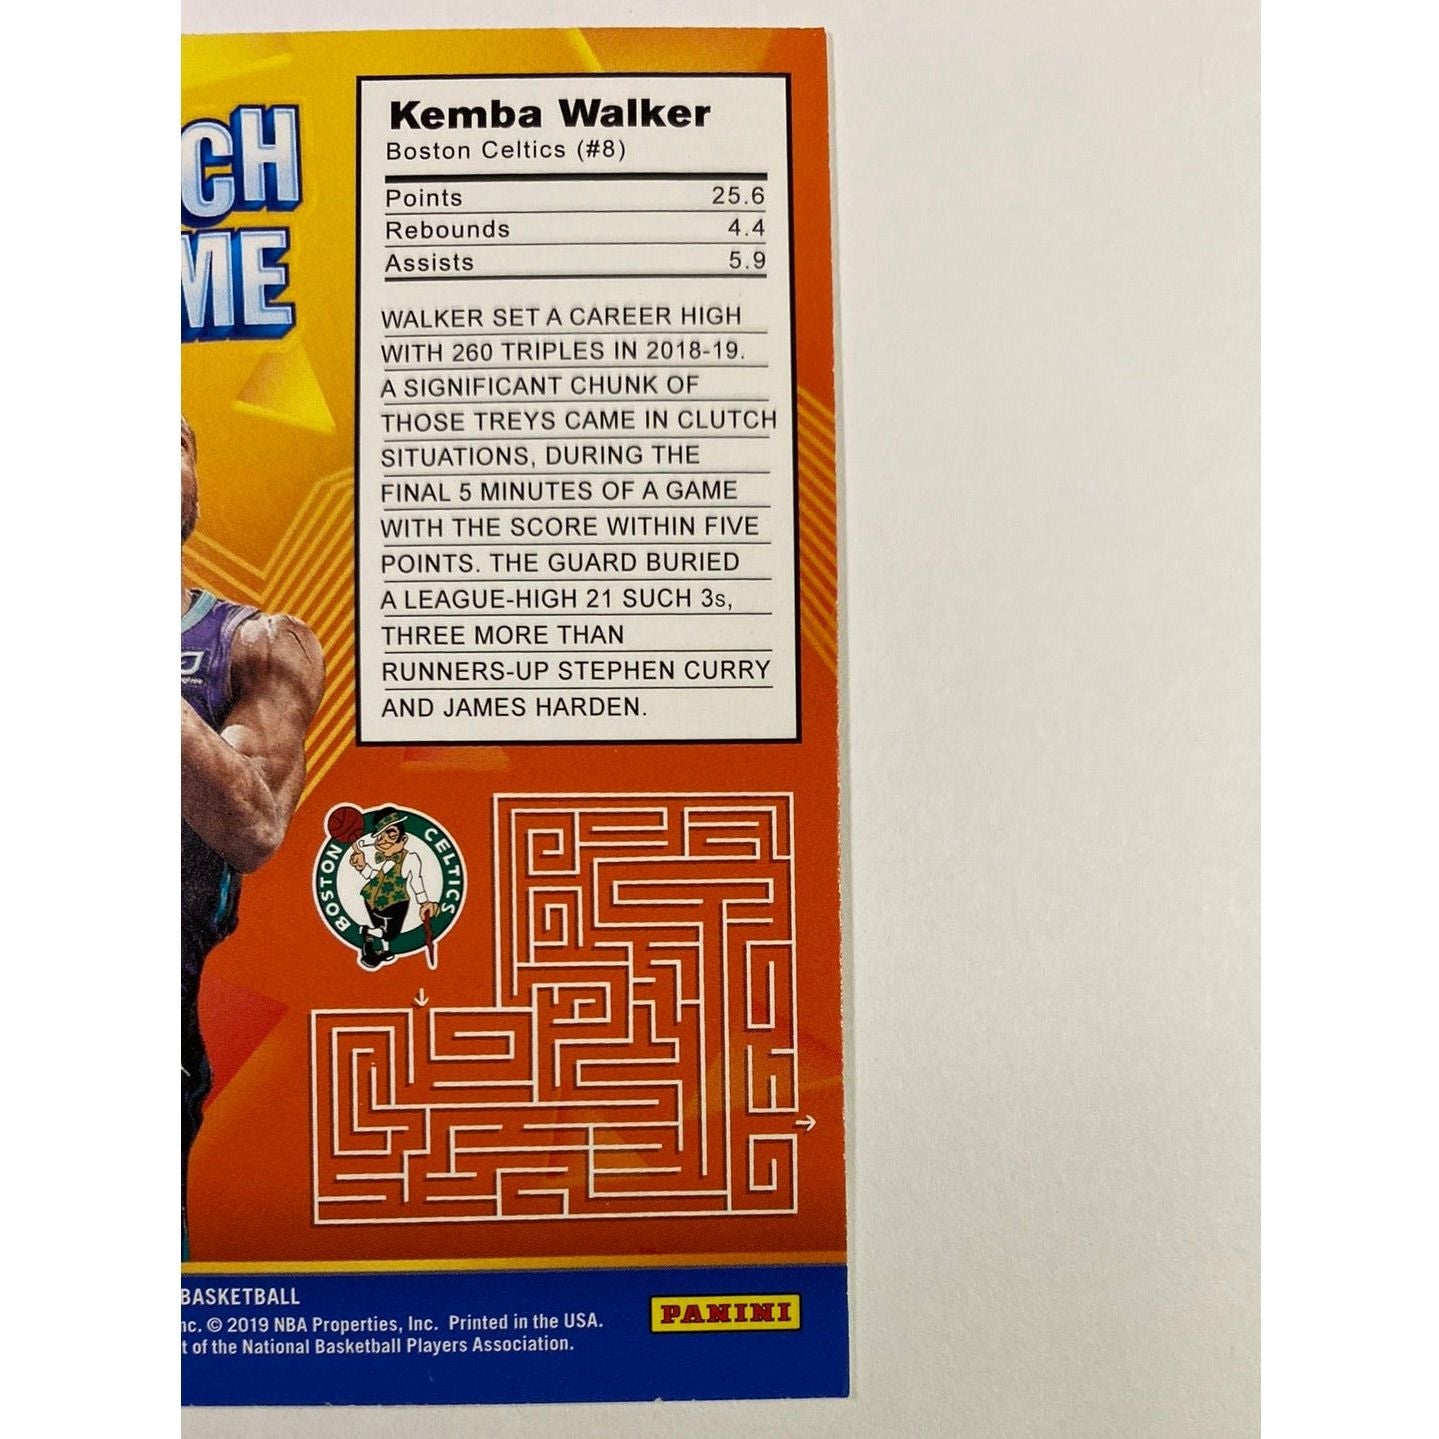 CH
ME
Kemba Walker
Boston Celtics (#8)
Points 25.6
Rebounds 4.4
Assists 5.9
WALKER SET A CAREER HIGH
WITH 260 TRIPLES IN 2018-19.
A SIGNIFICANT CHUNK OF
THOSE TREYS CAME IN CLUTCH
SITUATIONS, DURING THE
FINAL 5 MINUTES OF A GAME
WITH THE SCORE WITHIN FIVE
POINTS. THE GUARD BURIED
A LEAGUE-HIGH 21 SUCH 3s,
THREE MORE THAN
RUNNERS-UP STEPHEN CURRY
AND JAMES HARDEN.
BOSTON CELTICS
BASKETBALL
nc. © 2019 NBA Properties, Inc. Printed in the USA.
t of the National Basketball Players Association.
PANINI